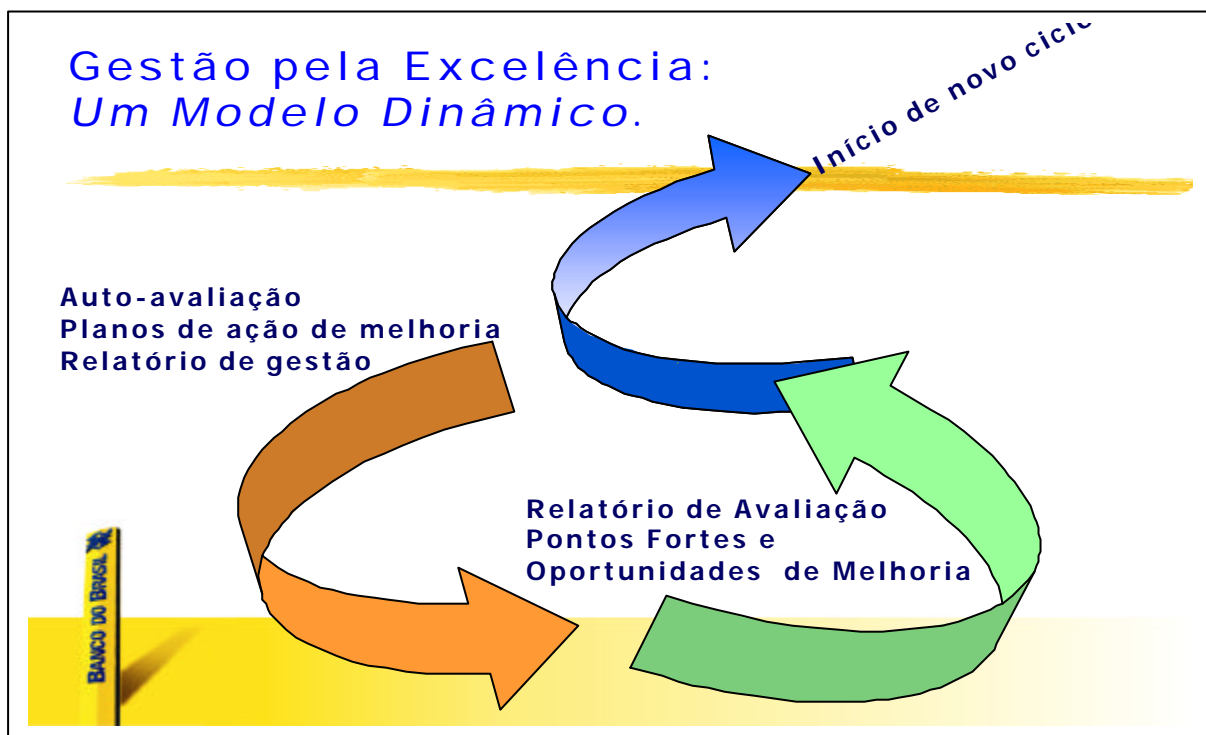 Gestão pela Excelência:
Um Modelo Dinâmico.
Início de novo ciclo
Auto-avaliação
Planos de ação de melhoria
Relatório de gestão
Relatório de Avaliação
Pontos Fortes e
Oportunidades de Melhoria
BANCO DO BRASIL